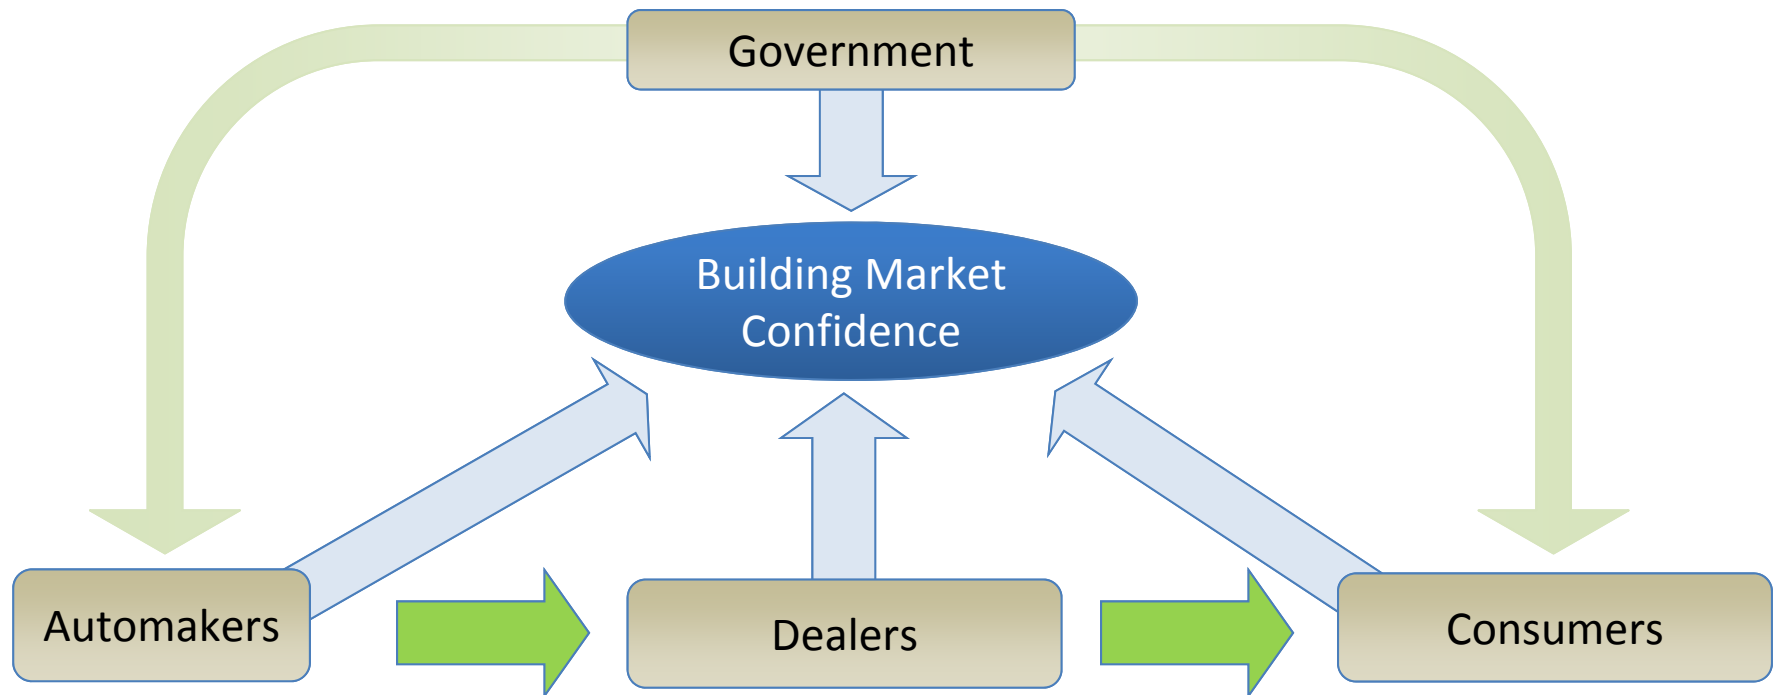 Government
Building Market
Confidence
Automakers
Dealers
Consumers